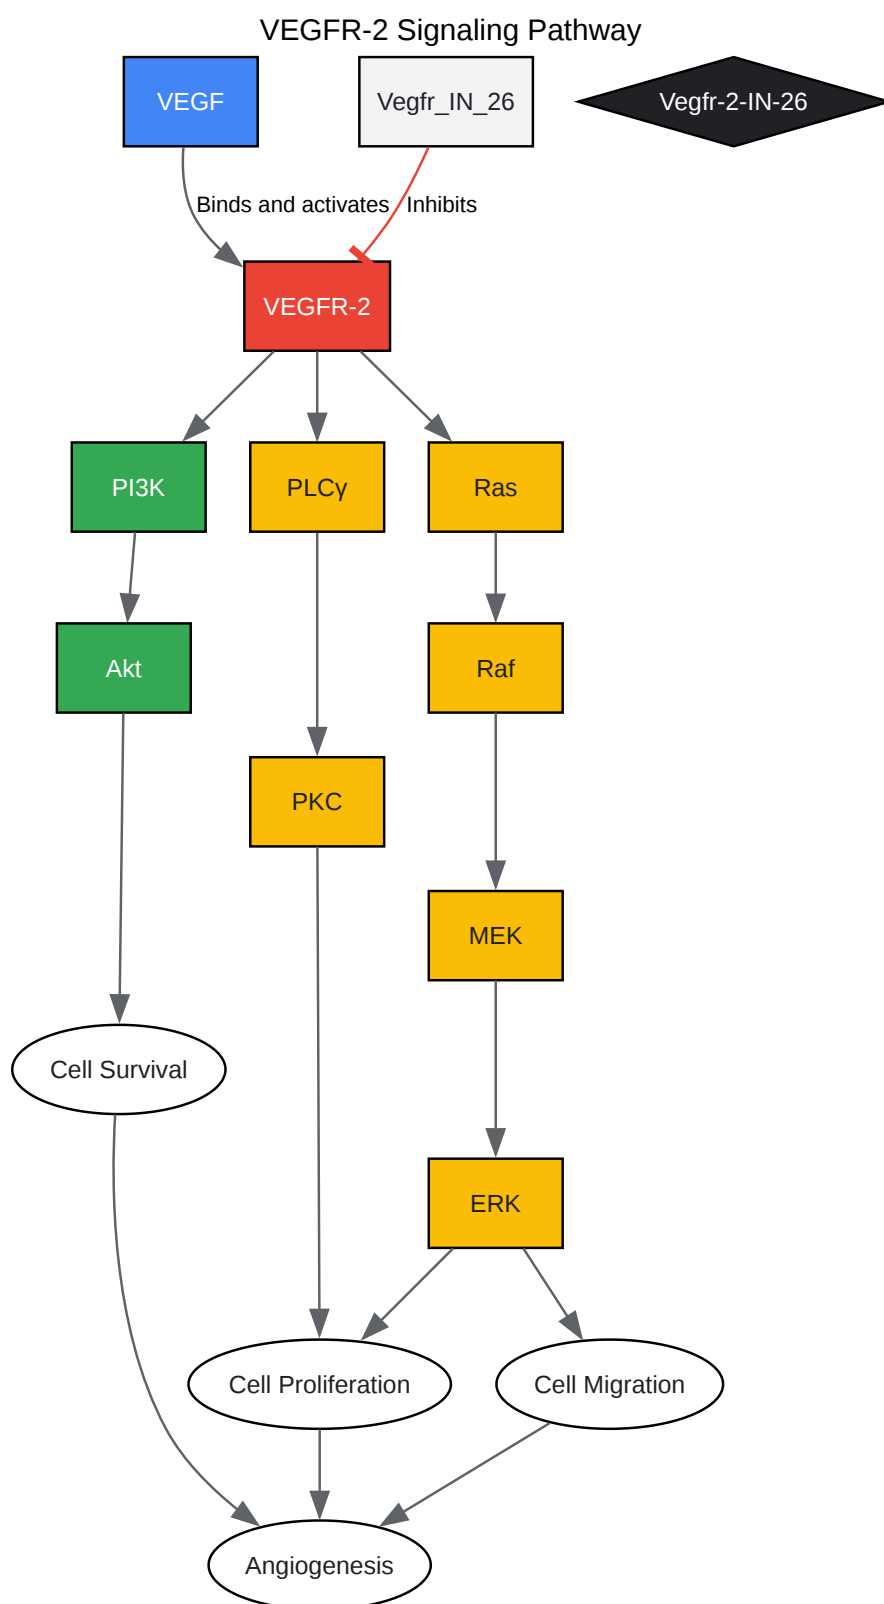 VEGFR-2 Signaling Pathway
VEGF
Vegfr_IN_26
Vegfr-2-IN-26
Binds and activates
Inhibits
VEGFR-2
PI3K
PLCγ
Ras
Akt
Raf
PKC
MEK
Cell Survival
ERK
Cell Proliferation
Cell Migration
Angiogenesis